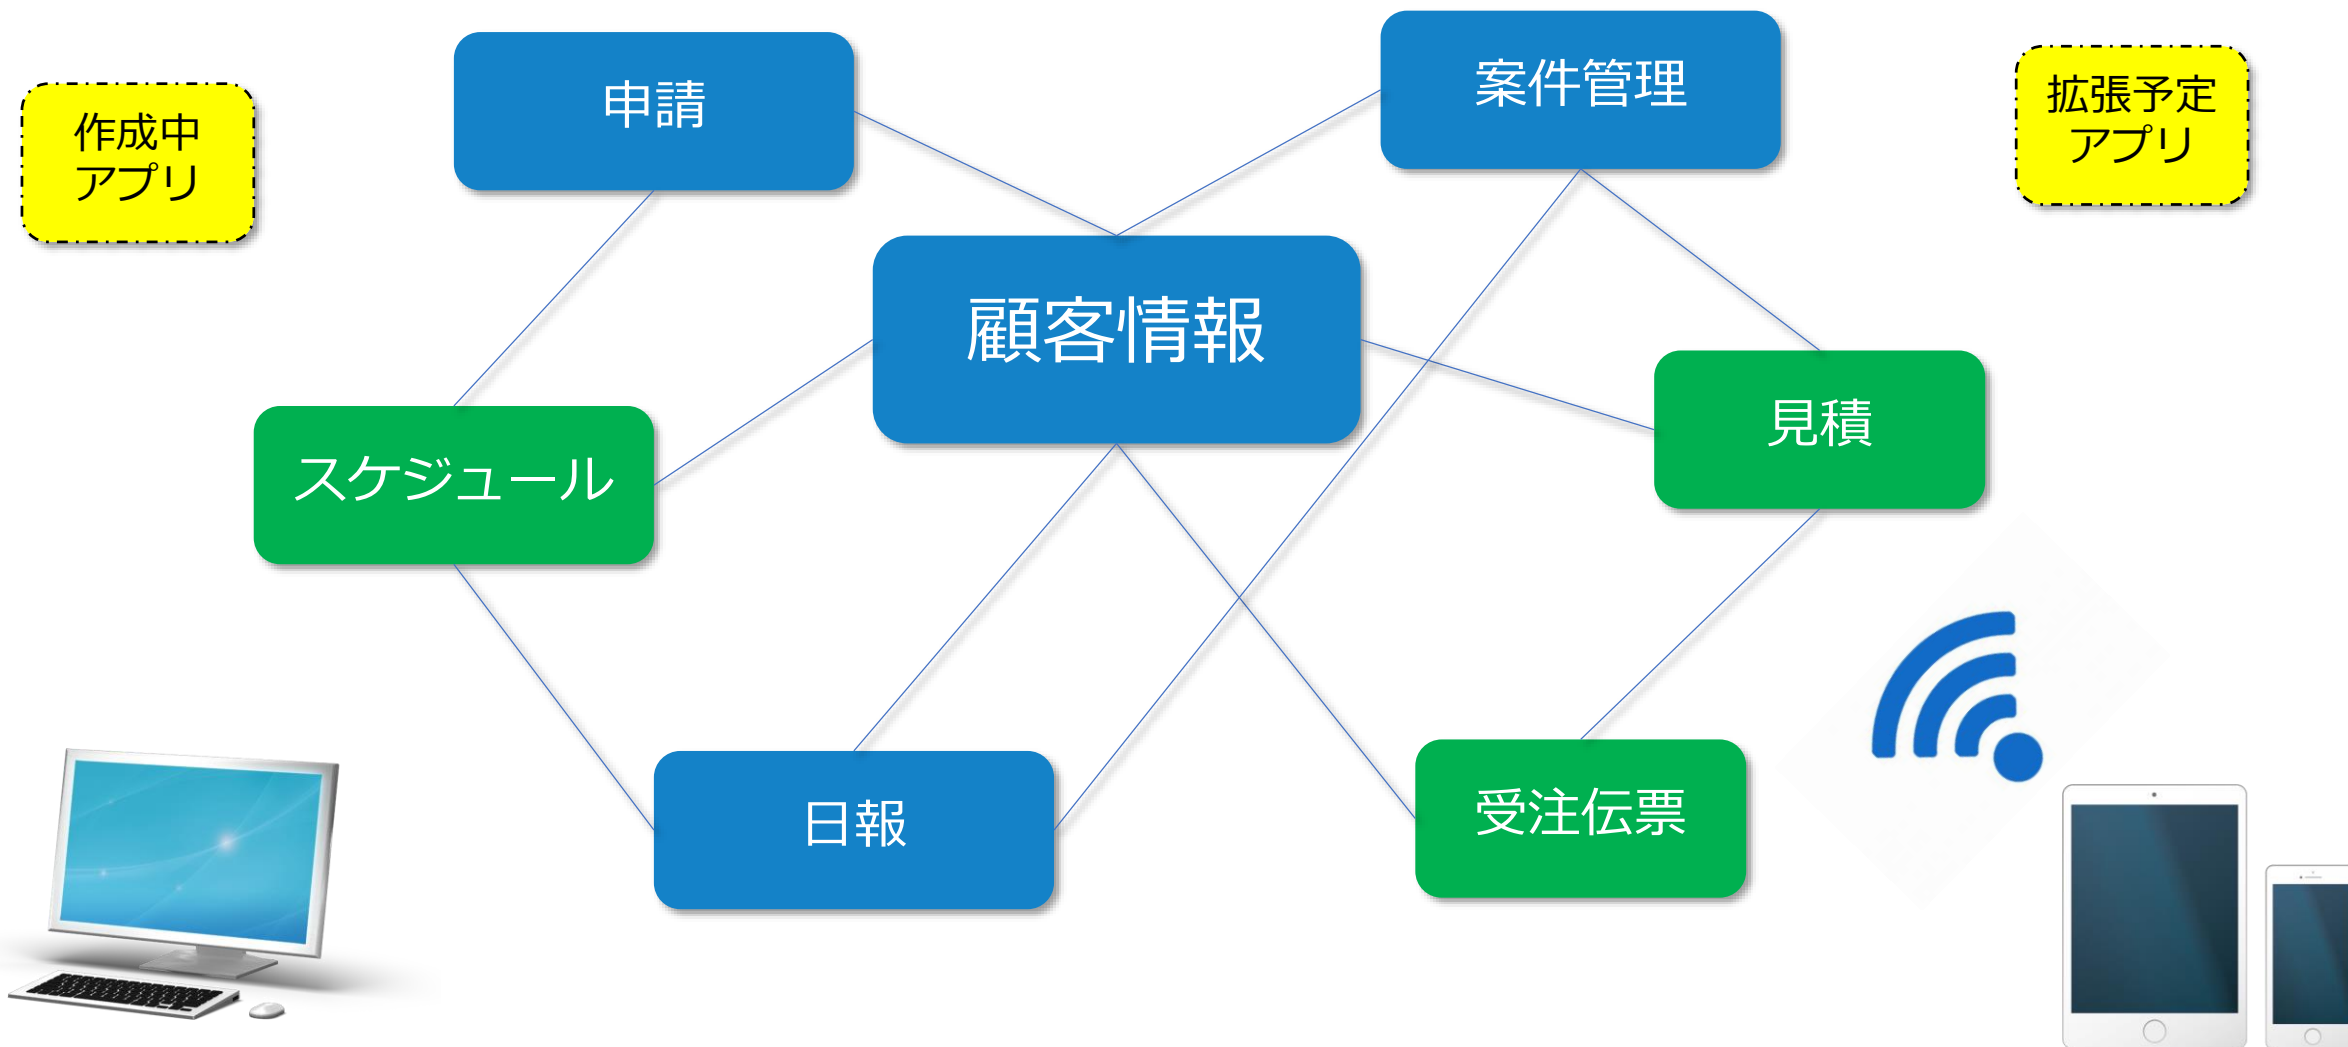 申請
案件管理
作成中
アプリ
拡張予定
アプリ
顧客情報
スケジュール
見積
日報
受注伝票